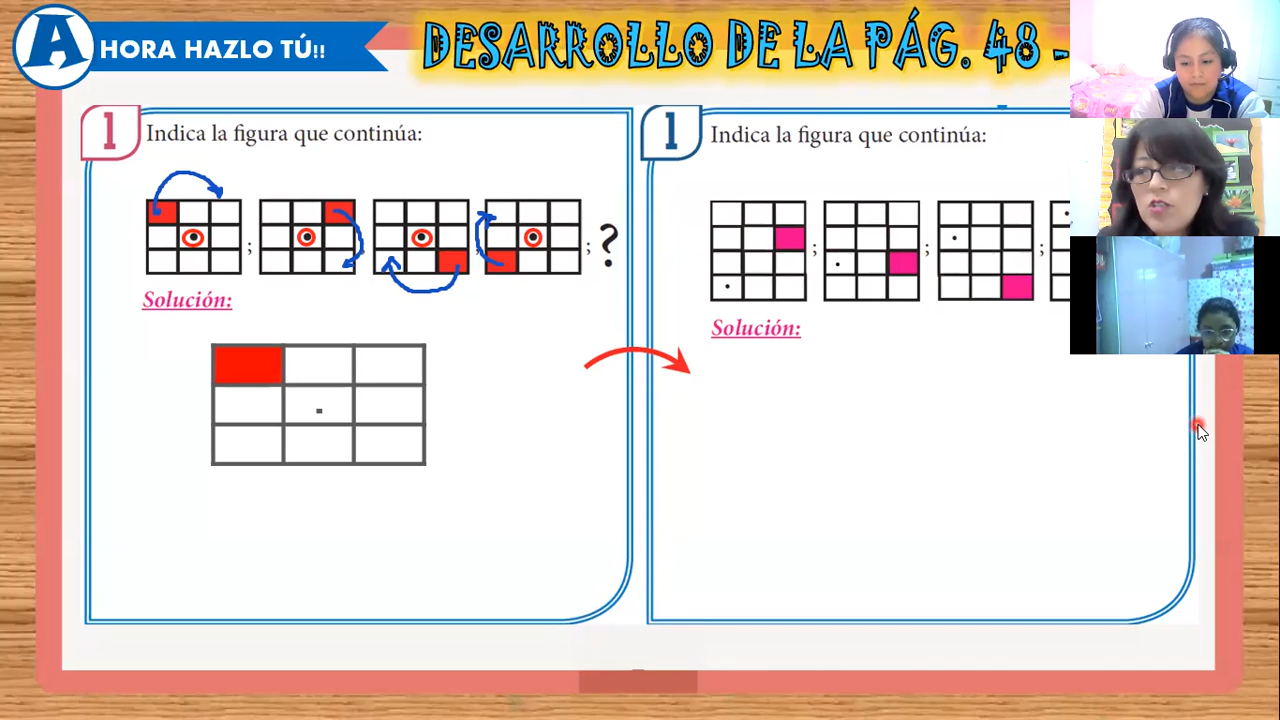 AHORA HAZLO TÚ!!
DESARROLLO DE LA PÁG. 48 -
1 Indica la figura que continúa:
; ; ; ; ?
Solución:
1 Indica la figura que continúa:
; ; ;
Solución: